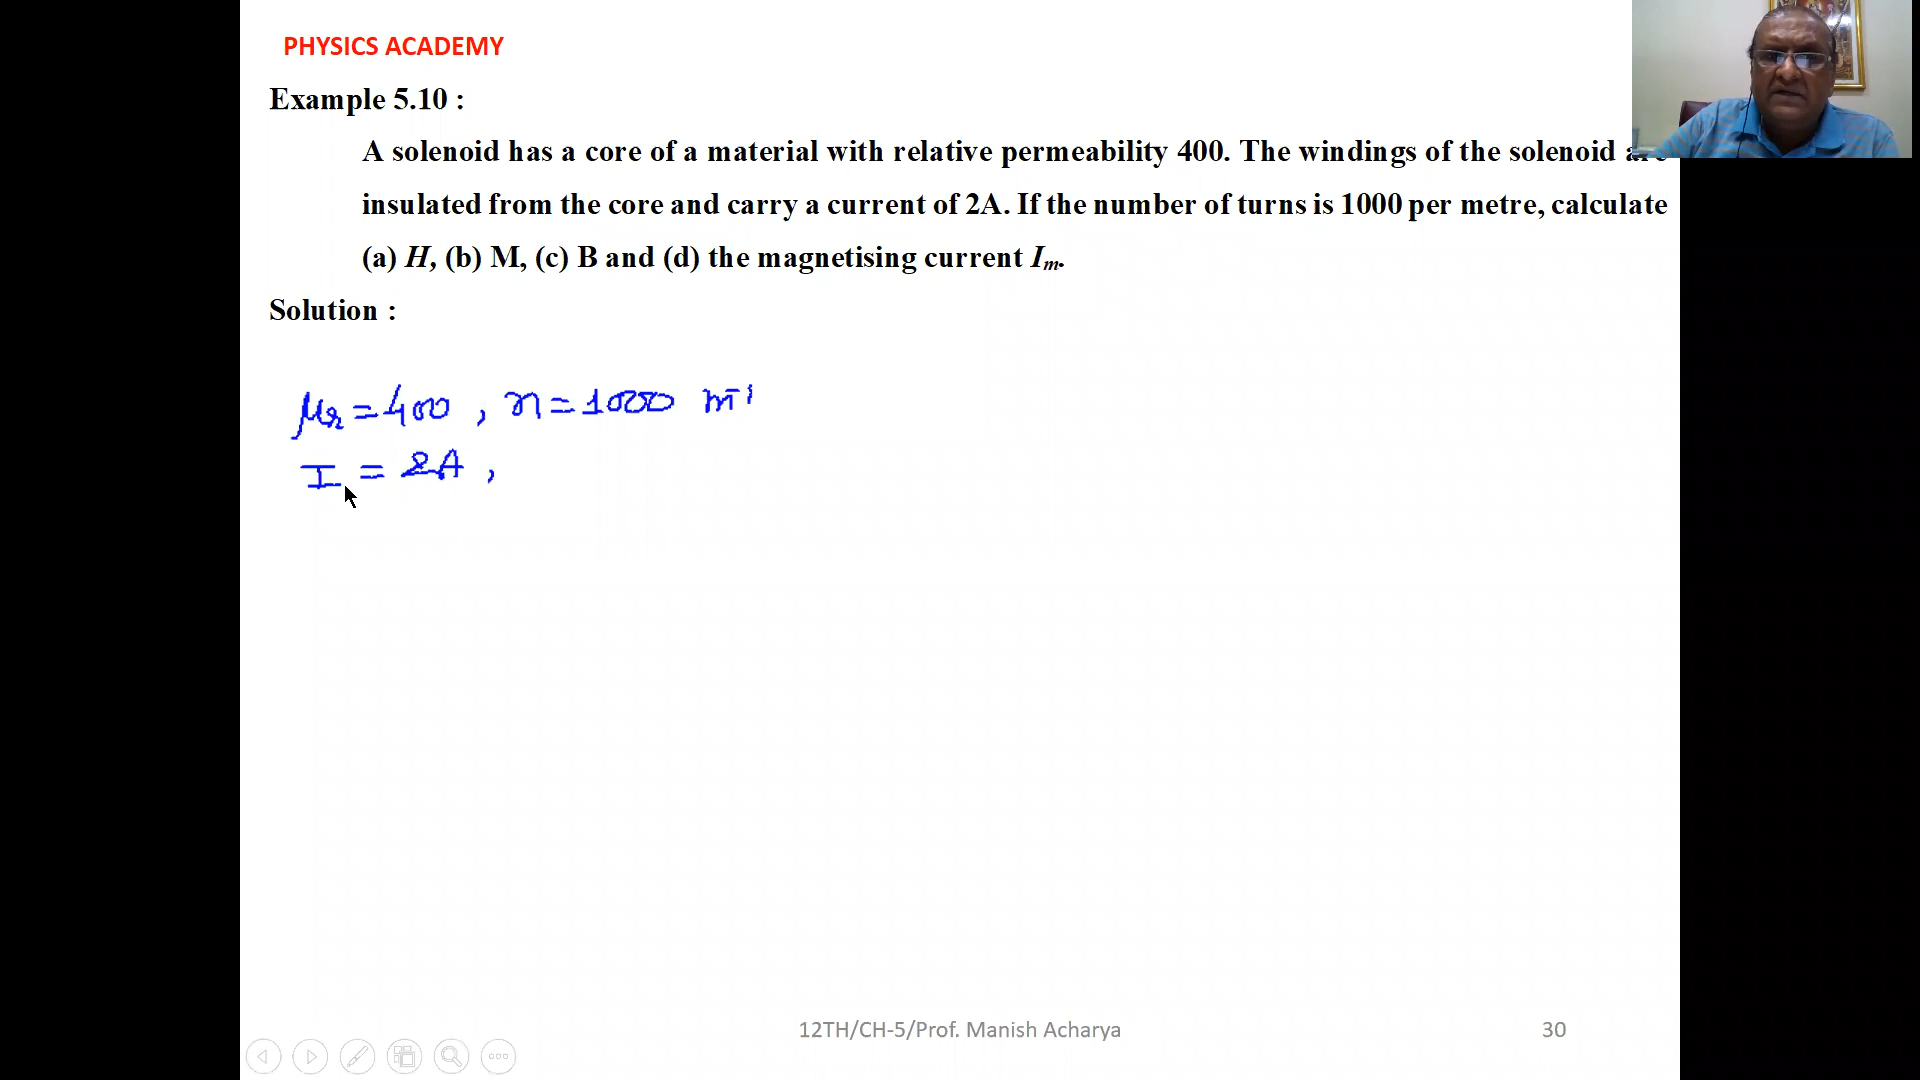 PHYSICS ACADEMY
Example 5.10 :
A solenoid has a core of a material with relative permeability 400. The windings of the solenoid are
insulated from the core and carry a current of 2A. If the number of turns is 1000 per metre, calculate
(a) H, (b) M, (c) B and (d) the magnetising current Iₘ.
Solution :
μᵣ = 400 , n = 1000 m⁻¹
I = 2A ,
12TH/CH-5/Prof. Manish Acharya
30